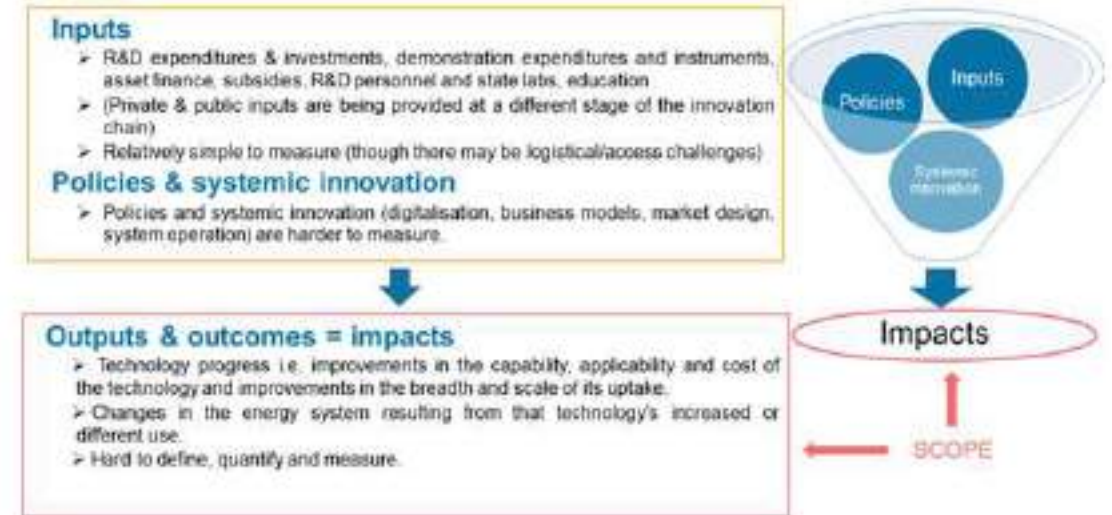 Inputs
➢ R&D expenditures & investments, demonstration expenditures and instruments,
asset finance, subsidies, R&D personnel and state labs, education
➢ (Private & public inputs are being provided at a different stage of the innovation
chain)
➢ Relatively simple to measure (though there may be logistical/access challenges)
Policies & systemic innovation
➢ Policies and systemic innovation (digitalisation, business models, market design,
system operation) are harder to measure.
Policies
Inputs
Systemic
innovation
Outputs & outcomes = impacts
➢ Technology progress i.e. improvements in the capability, applicability and cost of
the technology and improvements in the breadth and scale of its uptake.
➢ Changes in the energy system resulting from that technology's increased or
different use.
➢ Hard to define, quantify and measure.
Impacts
SCOPE